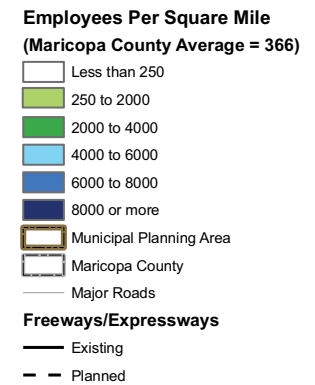 Employees Per Square Mile
(Maricopa County Average = 366)
Less than 250
250 to 2000
2000 to 4000
4000 to 6000
6000 to 8000
8000 or more
Municipal Planning Area
Maricopa County
Major Roads
Freeways/Expressways
Existing
Planned